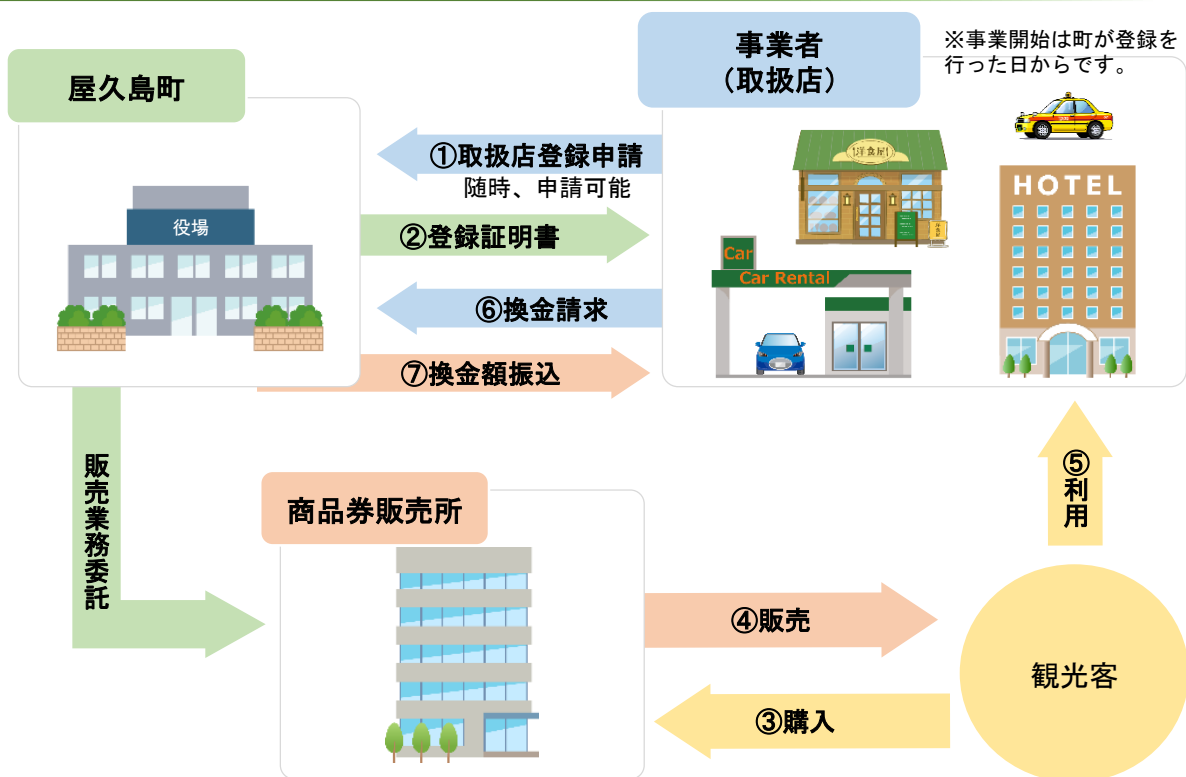 屋久島町
事業者
(取扱店)
※事業開始は町が登録を
行った日からです。
①取扱店登録申請
随時、申請可能
②登録証明書
⑥換金請求
⑦換金額振込
役場
洋食屋
HOTEL
Car
Car Rental
販売業務委託
商品券販売所
④販売
③購入
⑤利用
観光客